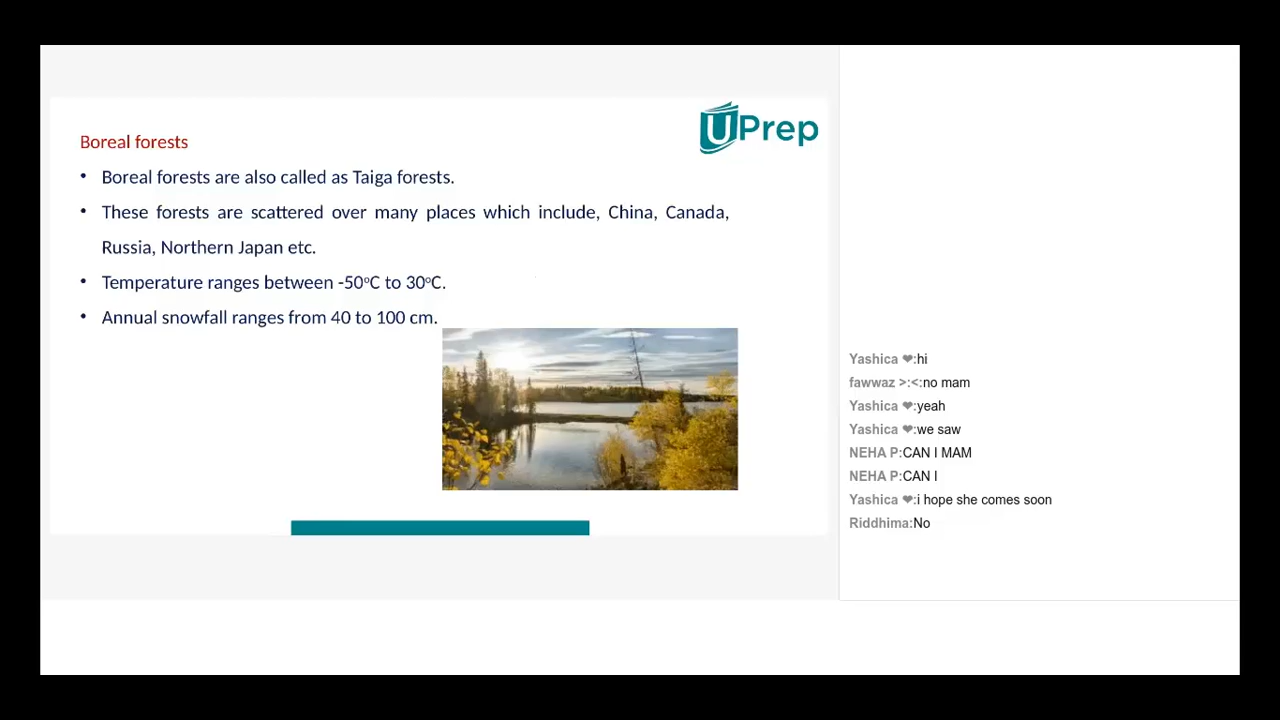 UPrep
Boreal forests
• Boreal forests are also called as Taiga forests.
• These forests are scattered over many places which include, China, Canada,
Russia, Northern Japan etc.
• Temperature ranges between -50°C to 30°C.
• Annual snowfall ranges from 40 to 100 cm.
Yashica ❤:hi
fawwaz >:<:no mam
Yashica ❤:yeah
Yashica ❤:we saw
NEHA P:CAN I MAM
NEHA P:CAN I
Yashica ❤:i hope she comes soon
Riddhima:No